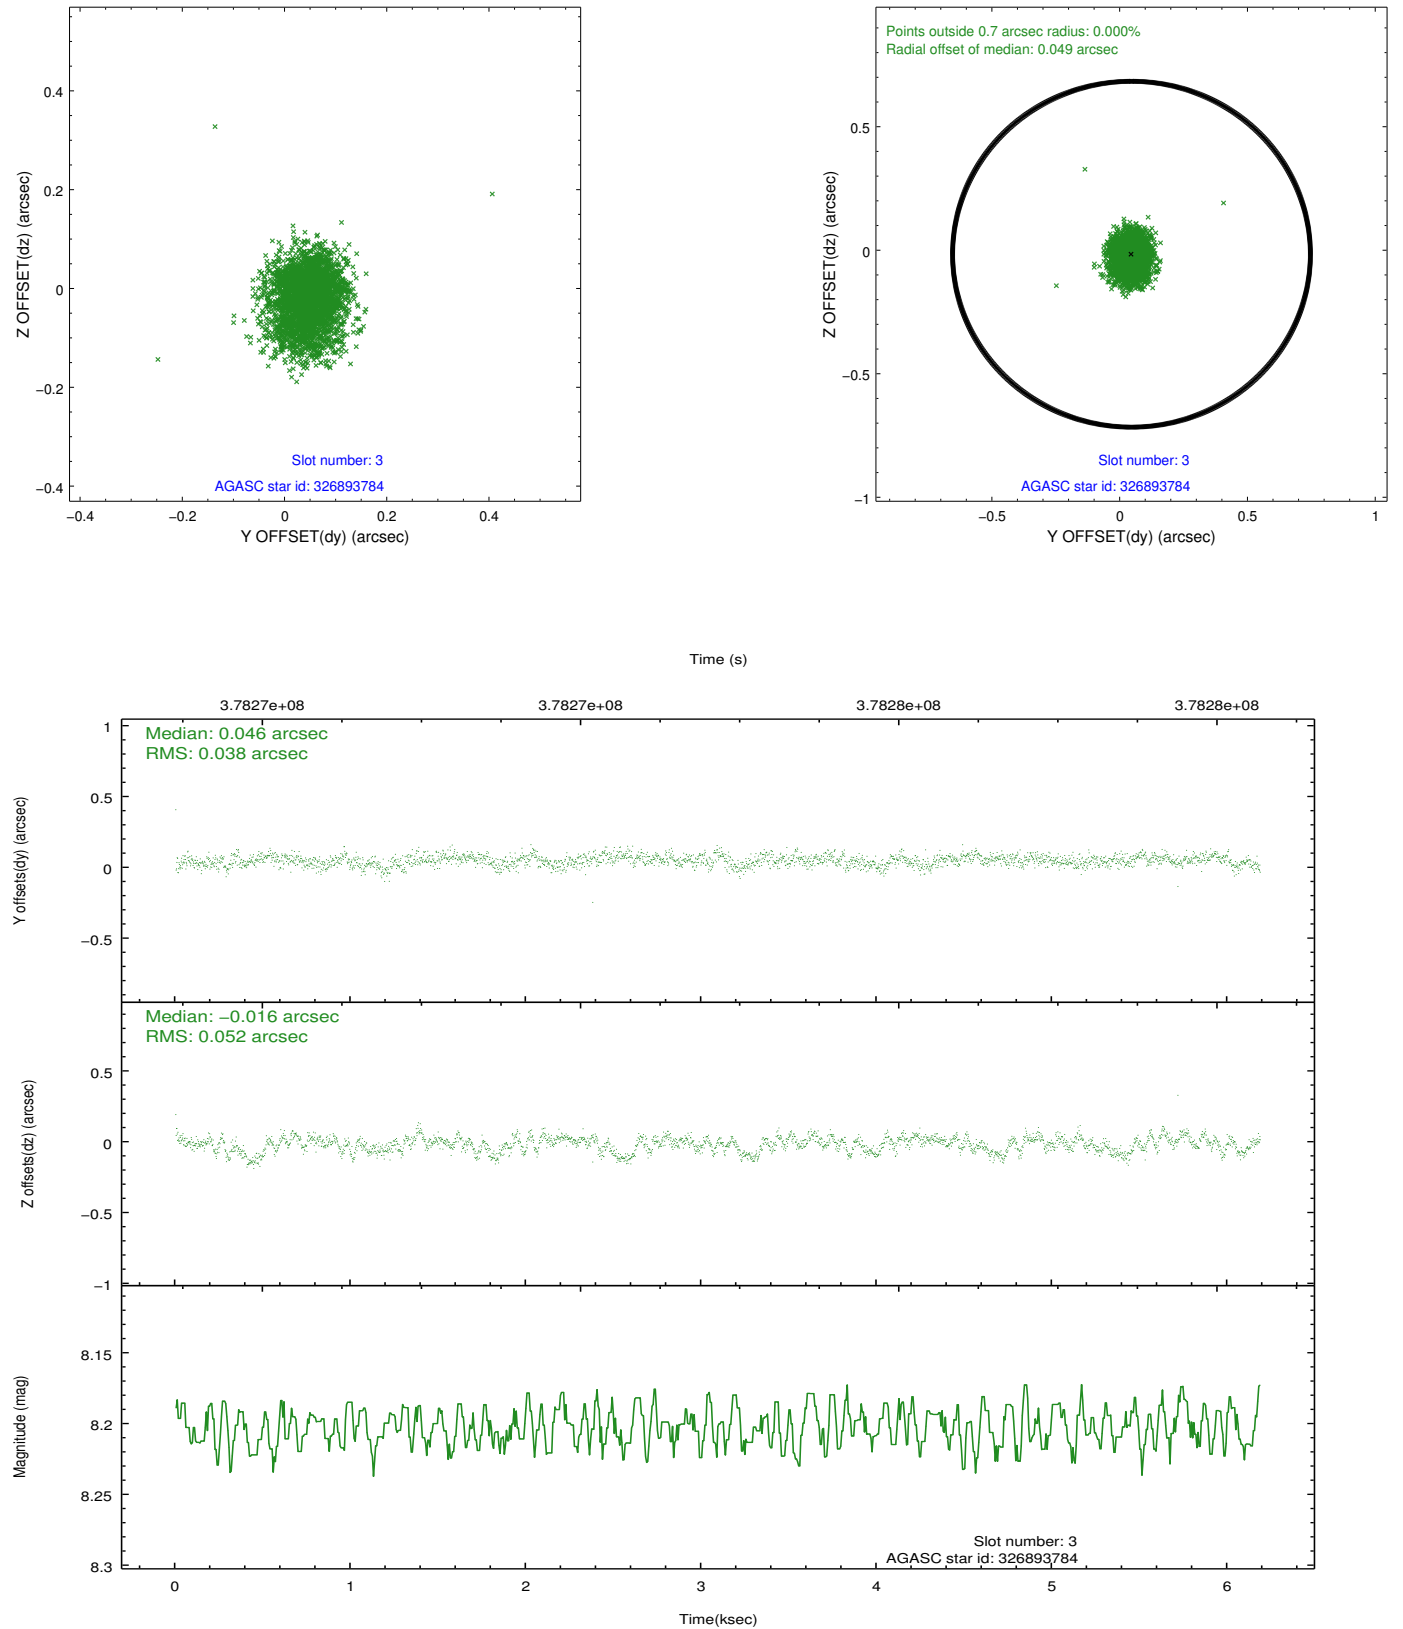 0.4
0.2
0
−0.2
−0.4
Z OFFSET(dz) (arcsec)
Slot number: 3
AGASC star id: 326893784
−0.4 −0.2 0 0.2 0.4
Y OFFSET(dy) (arcsec)
Points outside 0.7 arcsec radius: 0.000%
Radial offset of median: 0.049 arcsec
0.5
0
−0.5
−1
Z OFFSET(dz) (arcsec)
Slot number: 3
AGASC star id: 326893784
−0.5 0 0.5 1
Y OFFSET(dy) (arcsec)
Time (s)
3.7827e+08 3.7827e+08 3.7828e+08 3.7828e+08
Median: 0.046 arcsec
RMS: 0.038 arcsec
1
0.5
0
−0.5
Y offsets(dy) (arcsec)
Median: −0.016 arcsec
RMS: 0.052 arcsec
0.5
0
−0.5
−1
Z offsets(dz) (arcsec)
8.15
8.2
8.25
8.3
Magnitude (mag)
Slot number: 3
AGASC star id: 326893784
0 1 2 3 4 5 6
Time(ksec)